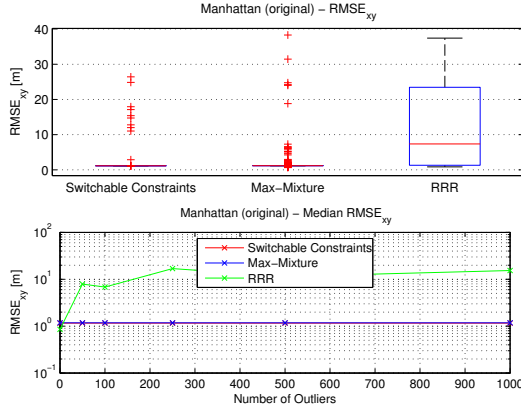 Manhattan (original) – RMSE_xy
RMSE_xy [m]
40
30
20
10
0
Switchable Constraints
Max-Mixture
RRR
Manhattan (original) – Median RMSE_xy
RMSE_xy [m]
10^2
10^1
10^0
10^-1
Switchable Constraints
Max-Mixture
RRR
0 100 200 300 400 500 600 700 800 900 1000
Number of Outliers